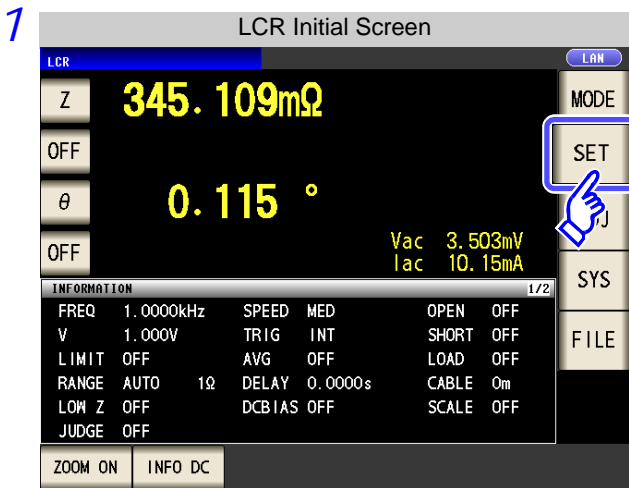 1
LCR Initial Screen
LCR
LAN
Z
345.109mΩ
MODE
OFF
SET
θ
0.115 °
OFF
Vac 3.503mV
Iac 10.15mA
SYS
INFORMATION 1/2
FREQ 1.0000kHz SPEED MED OPEN OFF
V 1.000V TRIG INT SHORT OFF
FILE
LIMIT OFF AVG OFF LOAD OFF
RANGE AUTO 1Ω DELAY 0.0000s CABLE 0m
LOW Z OFF DCBIAS OFF SCALE OFF
JUDGE OFF
ZOOM ON INFO DC